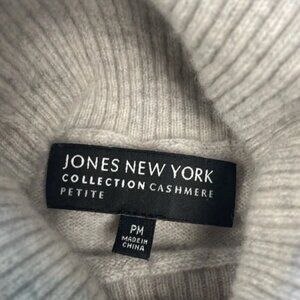 JONES NEW YORK
COLLECTION CASHMERE
PETITE
PM
MADE IN
CHINA